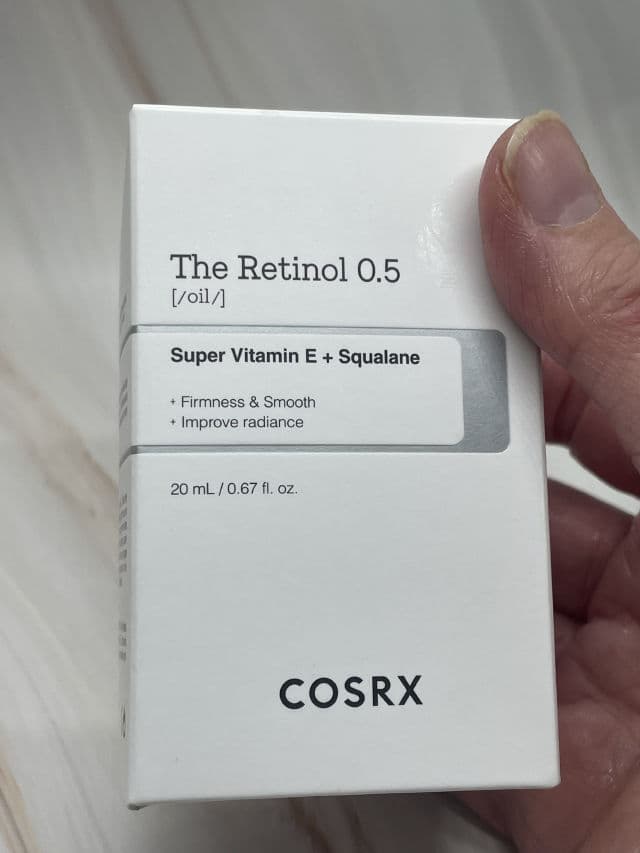 The Retinol 0.5
[/oil/]
Super Vitamin E + Squalane
+ Firmness & Smooth
+ Improve radiance
20 mL / 0.67 fl. oz.
COSRX